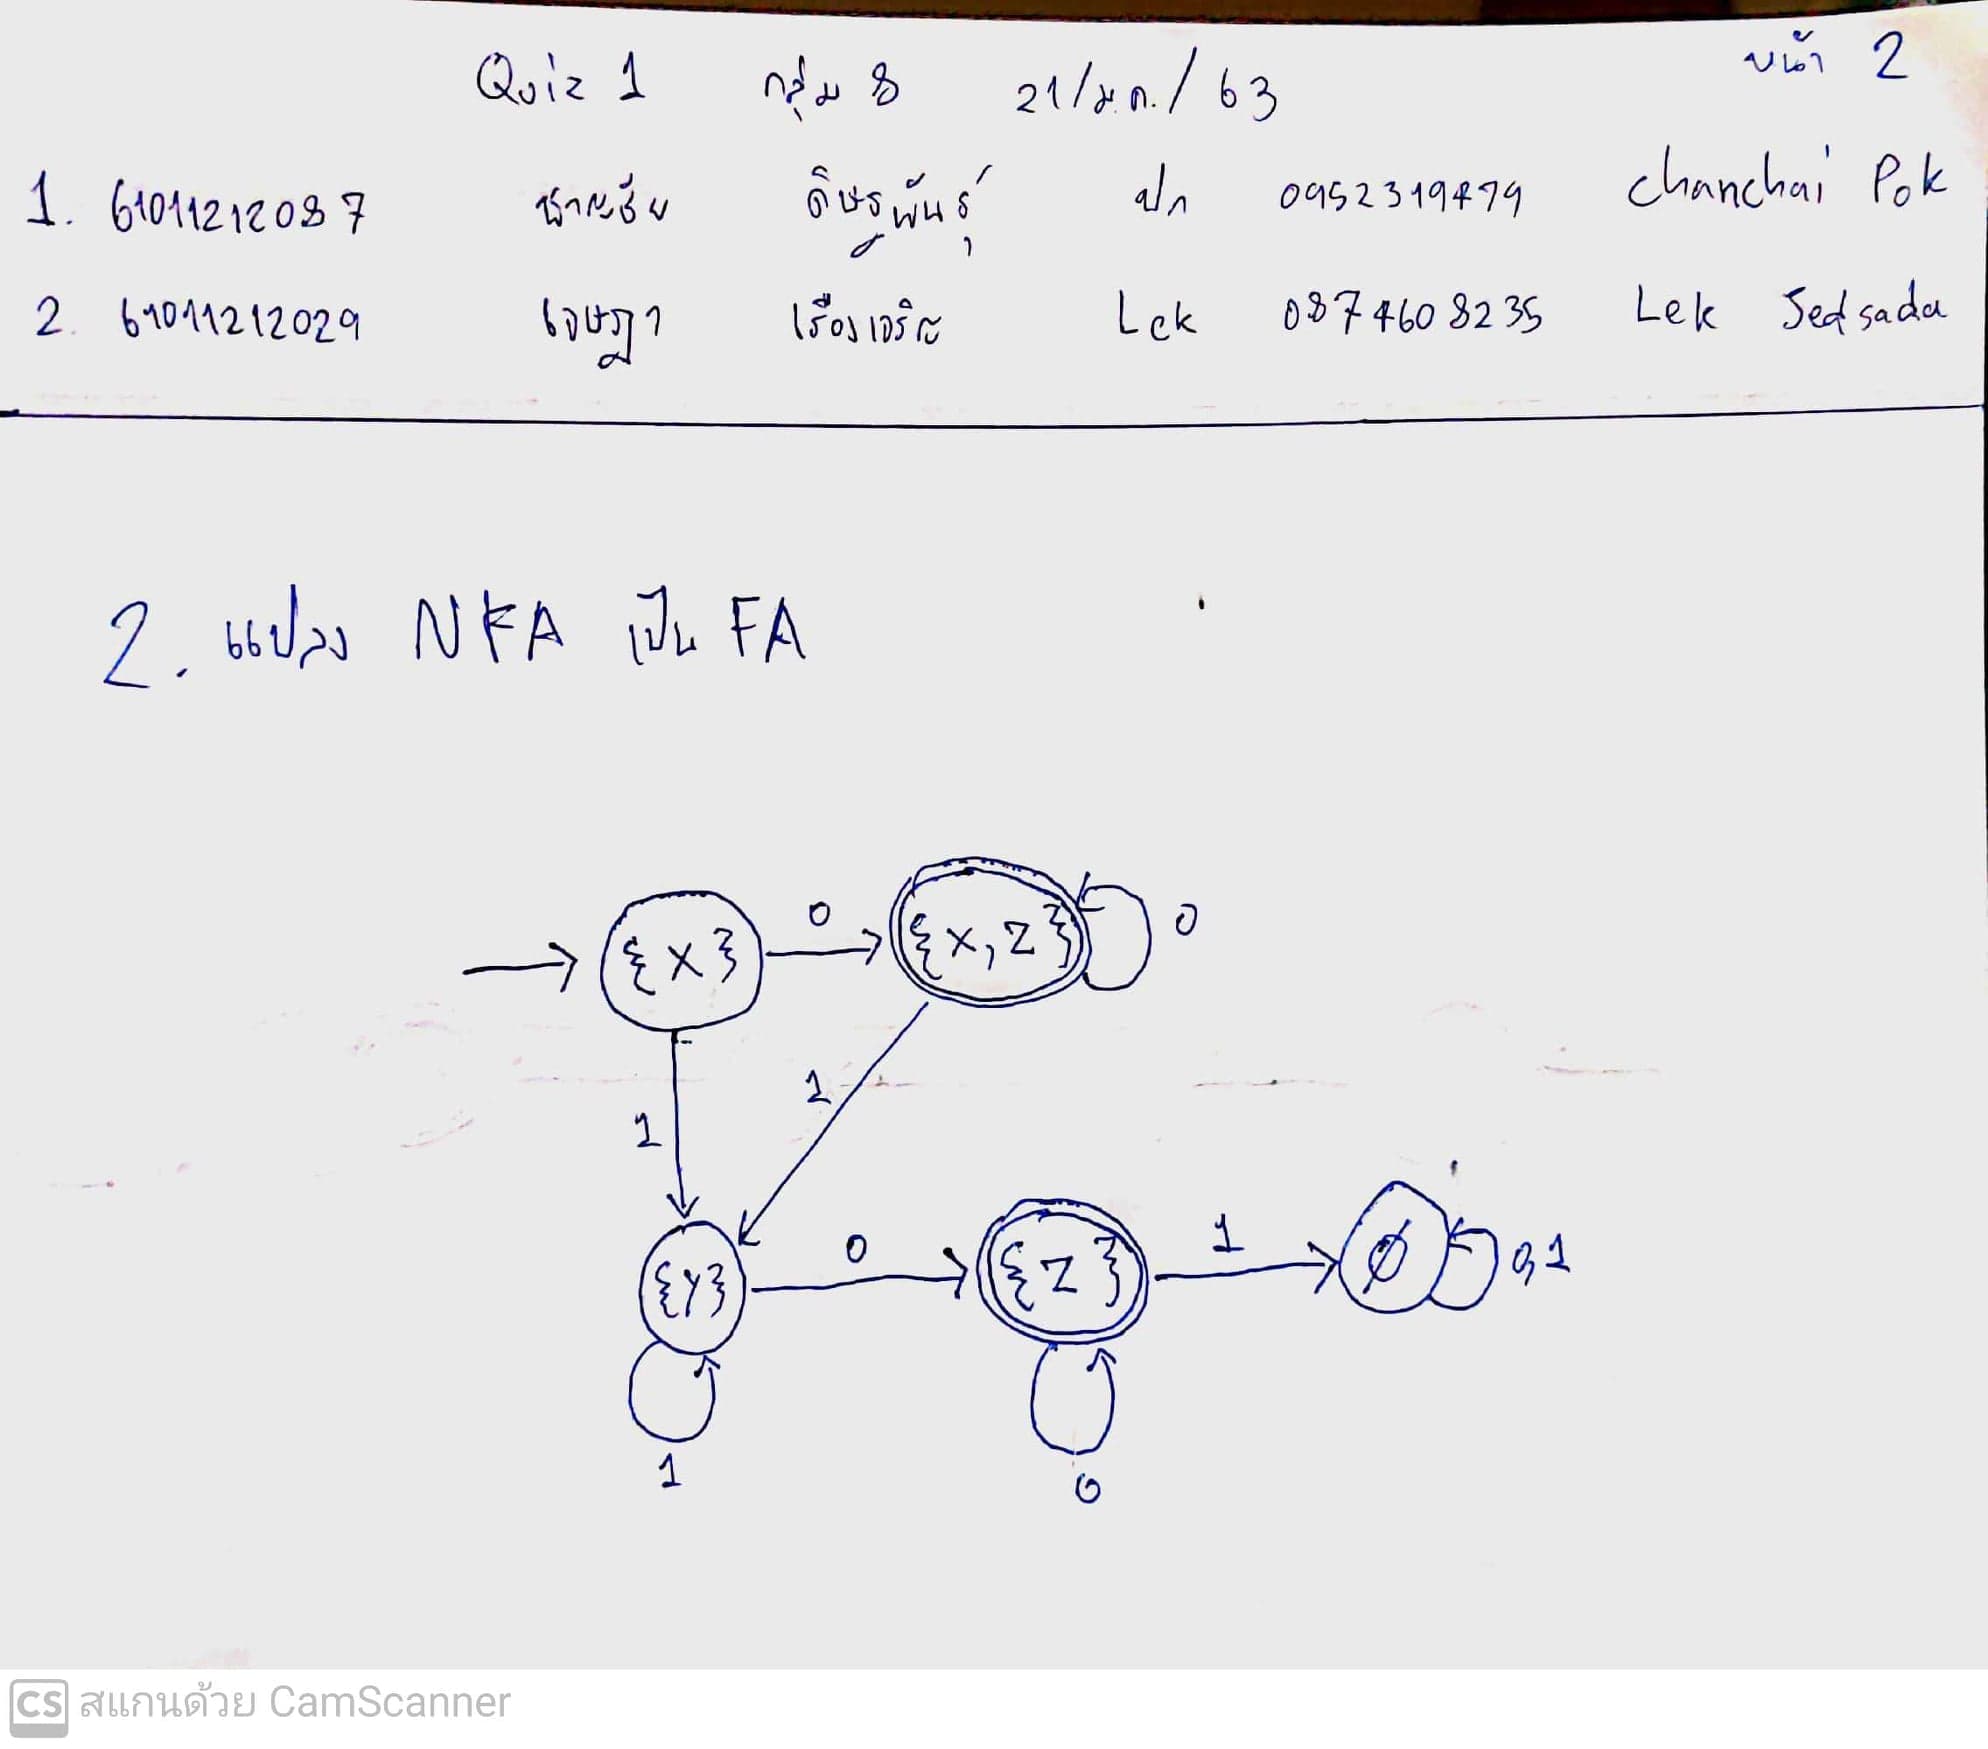 Quiz 1 กลุ่ม 8 21/ม.ค./63 หน้า 2
1. 61011212087 ชาญชัย ดิษฐพันธุ์ ปก 0952319479 Chanchai Pok
2. 61011212029 เจษฎา เรืองเจริญ Lek 0874608235 Lek Jedsada
2. แปลง NFA เป็น FA
{x} 0 {x,z} 0
1 1
{y} 0 {z} 1 ∅ 0,1
1 0
CS สแกนด้วย CamScanner